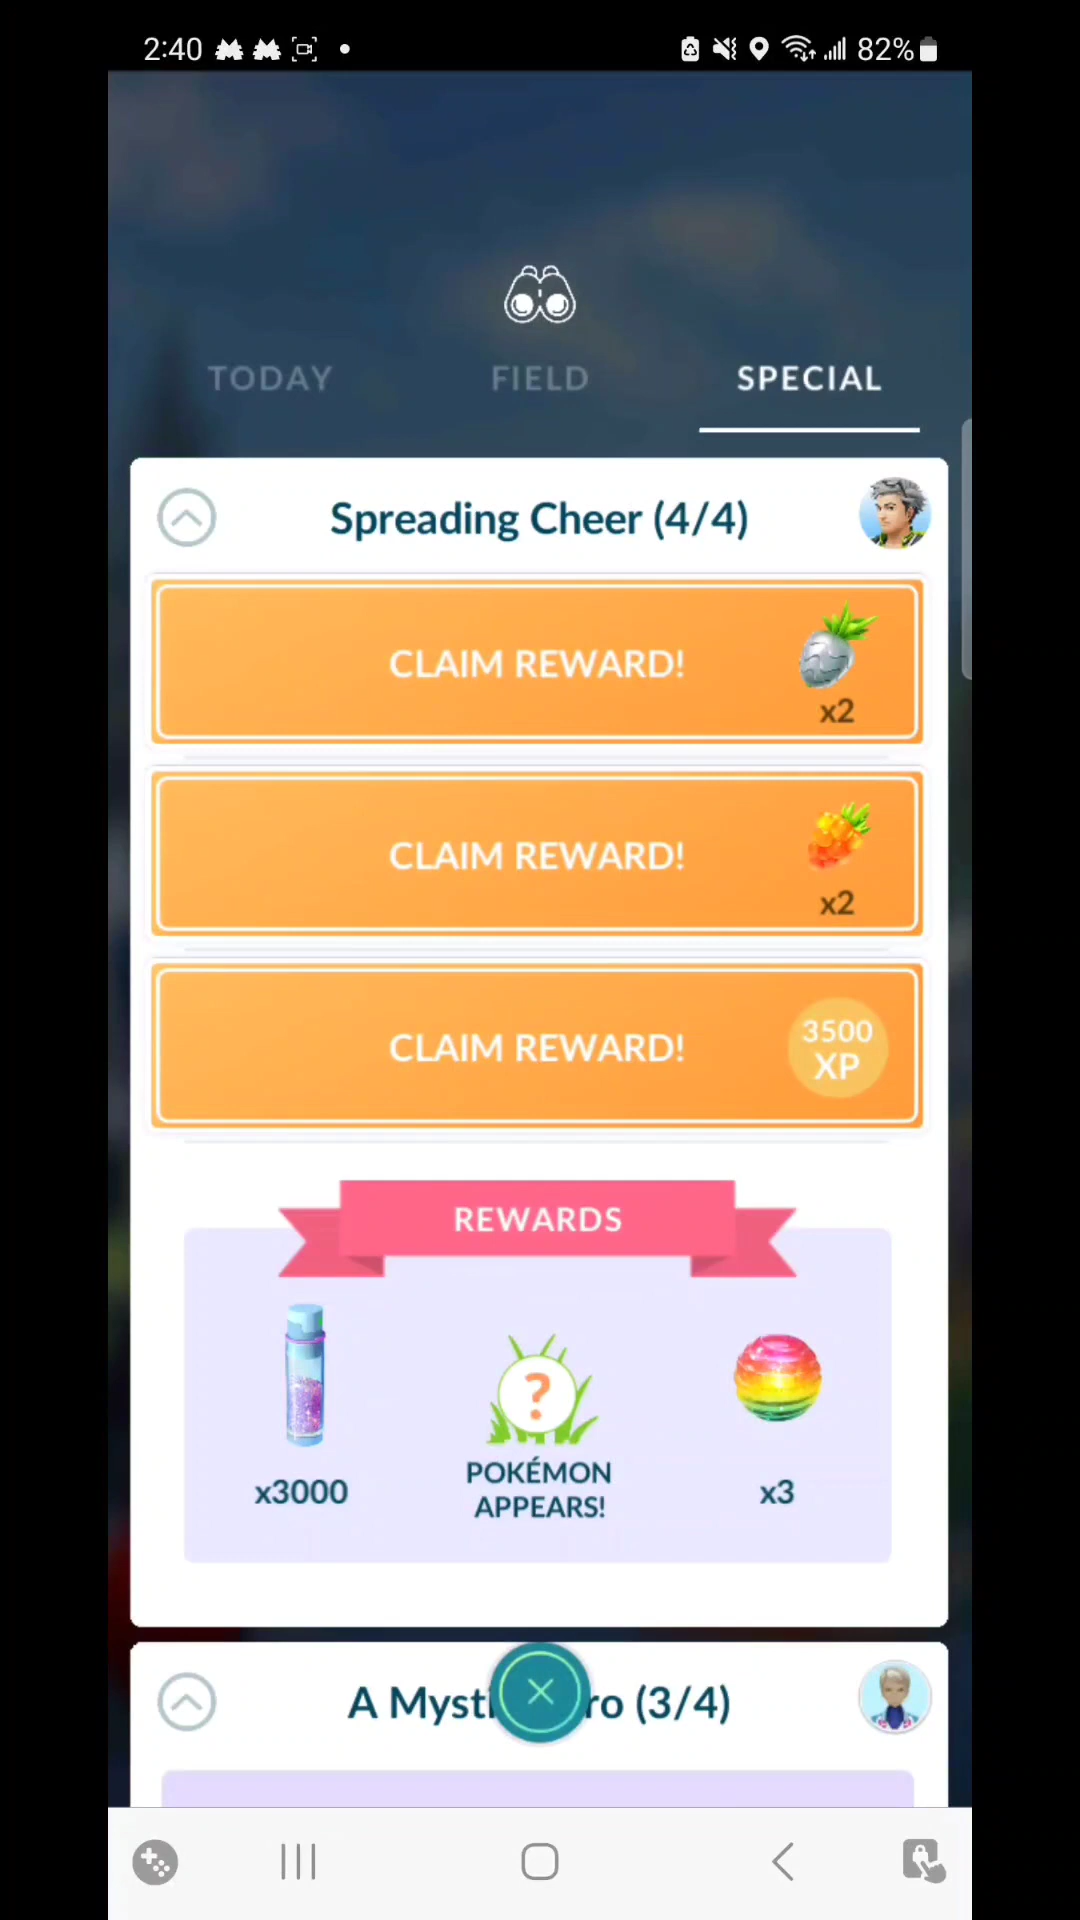 2:40 82%
TODAY FIELD SPECIAL
Spreading Cheer (4/4)
CLAIM REWARD!
x2
CLAIM REWARD!
x2
CLAIM REWARD! 3500 XP
REWARDS
x3000
POKÉMON
APPEARS!
x3
A Myst ro (3/4)